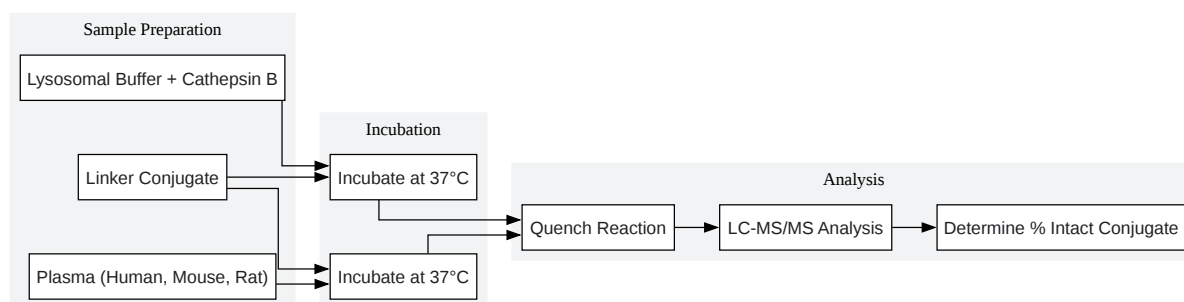 Sample Preparation
Lysosomal Buffer + Cathepsin B
Linker Conjugate
Plasma (Human, Mouse, Rat)
Incubation
Incubate at 37°C
Incubate at 37°C
Analysis
Quench Reaction
LC-MS/MS Analysis
Determine % Intact Conjugate